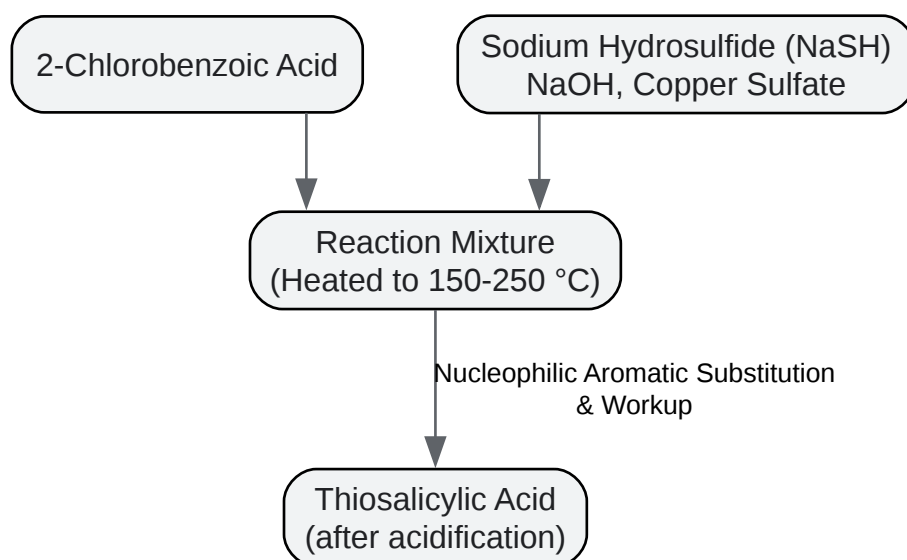 2-Chlorobenzoic Acid
Sodium Hydrosulfide (NaSH)
NaOH, Copper Sulfate
Reaction Mixture
(Heated to 150-250 °C)
Nucleophilic Aromatic Substitution
& Workup
Thiosalicylic Acid
(after acidification)